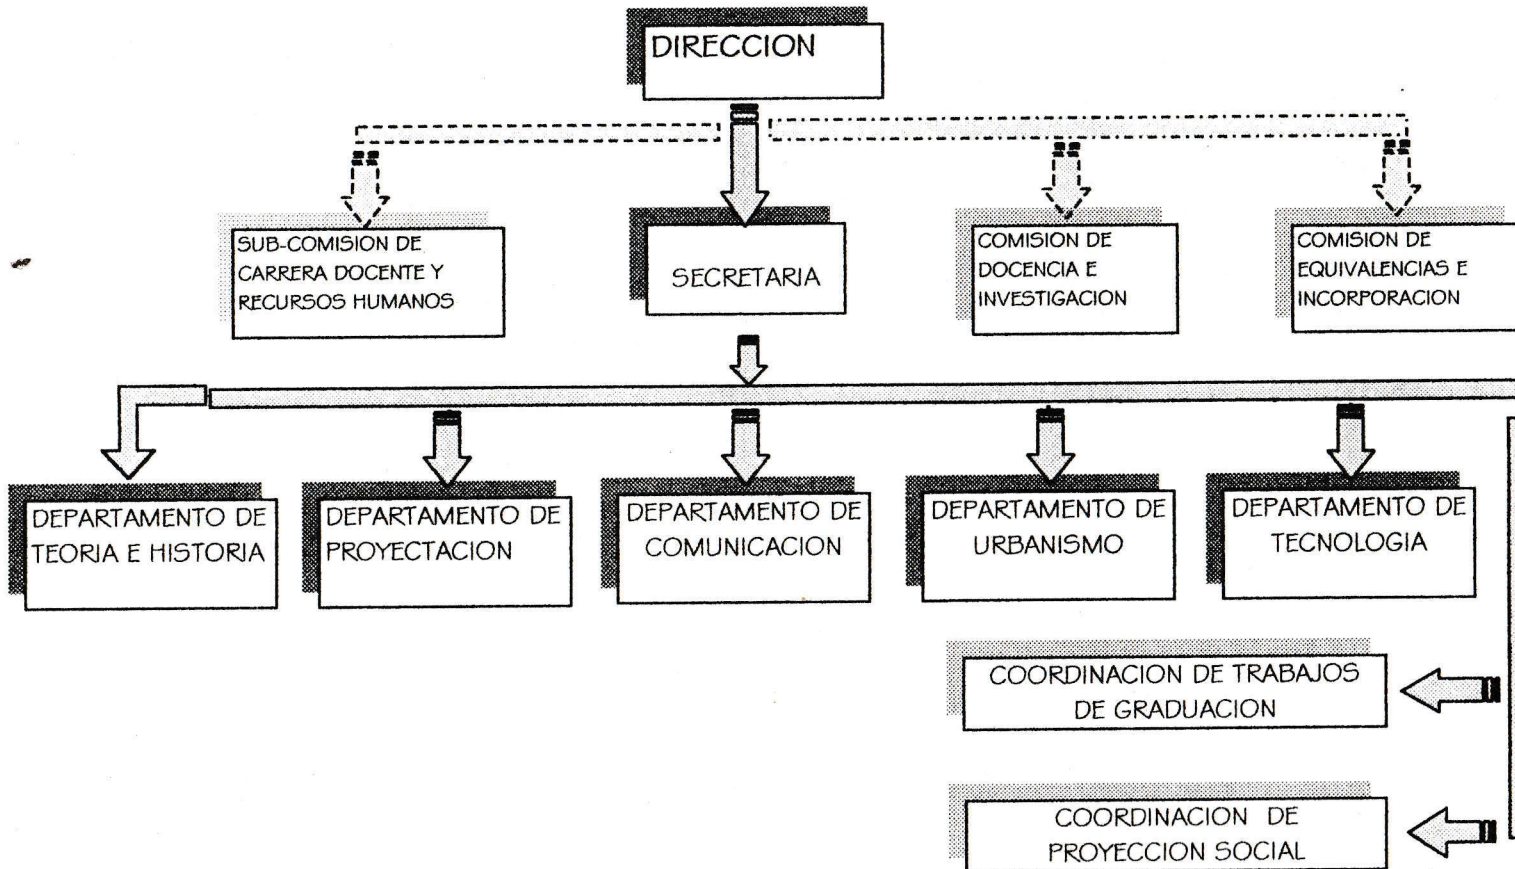 DIRECCION
SUB-COMISION DE
CARRERA DOCENTE Y
RECURSOS HUMANOS
SECRETARIA
COMISION DE
DOCENCIA E
INVESTIGACION
COMISION DE
EQUIVALENCIAS E
INCORPORACION
DEPARTAMENTO DE
TEORIA E HISTORIA
DEPARTAMENTO DE
PROYECTACION
DEPARTAMENTO DE
COMUNICACION
DEPARTAMENTO DE
URBANISMO
DEPARTAMENTO DE
TECNOLOGIA
COORDINACION DE TRABAJOS
DE GRADUACION
COORDINACION DE
PROYECCION SOCIAL